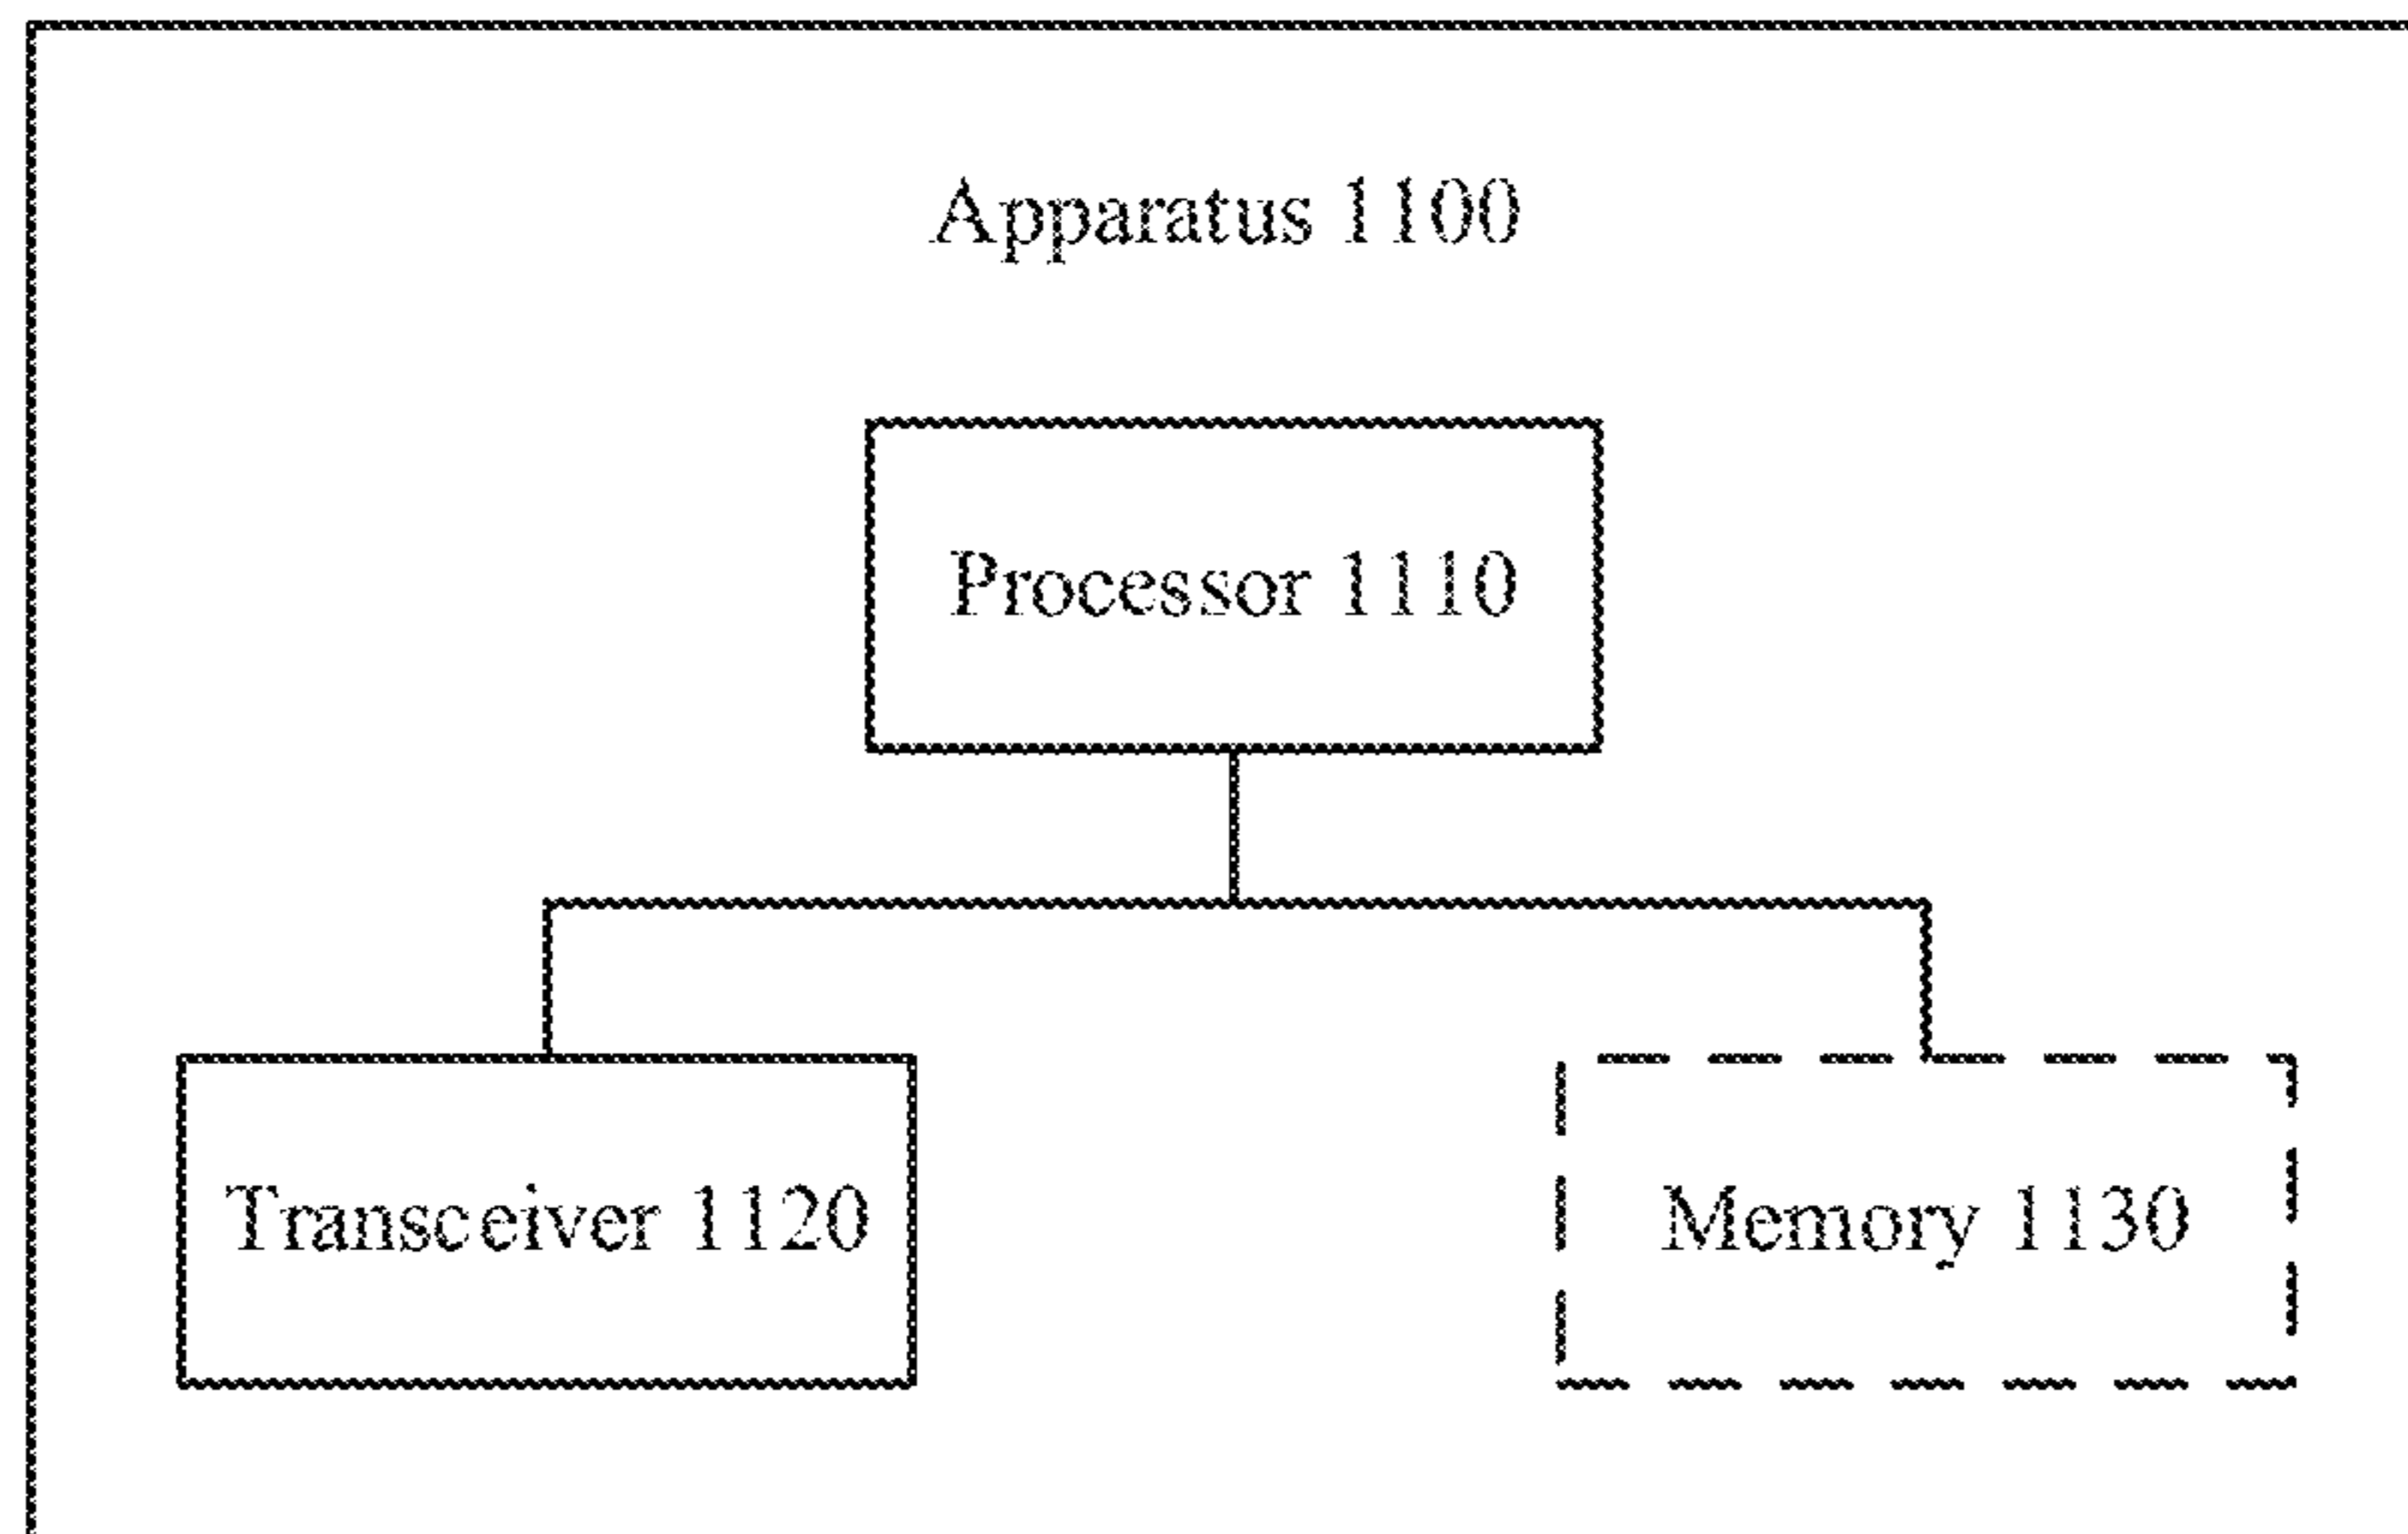 Apparatus 1100
Processor 1110
Transceiver 1120
Memory 1130